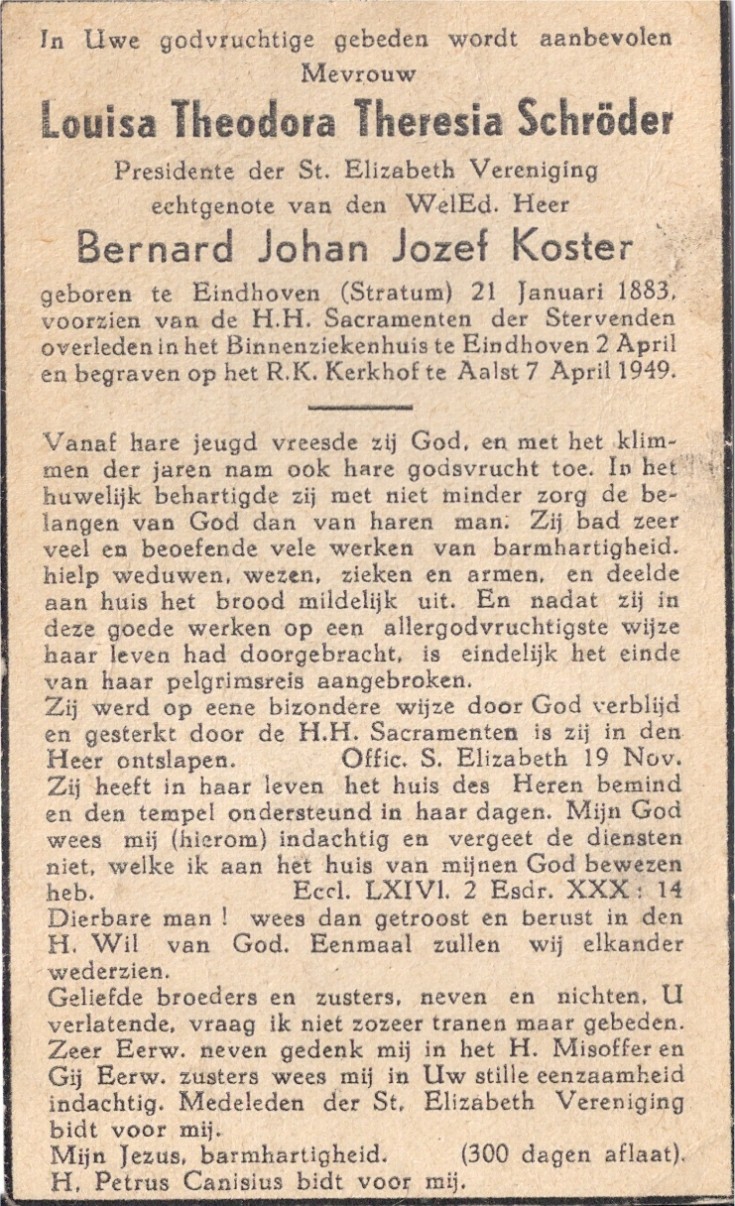 In Uwe godvruchtige gebeden wordt aanbevolen
Mevrouw
Louisa Theodora Theresia Schröder
Presidente der St. Elizabeth Vereniging
echtgenote van den WelEd. Heer
Bernard Johan Jozef Koster
geboren te Eindhoven (Stratum) 21 Januari 1883,
voorzien van de H.H. Sacramenten der Stervenden
overleden in het Binnenziekenhuis te Eindhoven 2 April
en begraven op het R.K. Kerkhof te Aalst 7 April 1949.
Vanaf hare jeugd vreesde zij God, en met het klim-
men der jaren nam ook hare godsvrucht toe. In het
huwelijk behartigde zij met niet minder zorg de be-
langen van God dan van haren man. Zij bad zeer
veel en beoefende vele werken van barmhartigheid.
hielp weduwen, wezen, zieken en armen, en deelde
aan huis het brood mildelijk uit. En nadat zij in
deze goede werken op een allergodvruchtigste wijze
haar leven had doorgebracht, is eindelijk het einde
van haar pelgrimsreis aangebroken.
Zij werd op eene bizondere wijze door God verblijd
en gesterkt door de H.H. Sacramenten is zij in den
Heer ontslapen. Offic. S. Elizabeth 19 Nov.
Zij heeft in haar leven het huis des Heren bemind
en den tempel ondersteund in haar dagen. Mijn God
wees mij (hierom) indachtig en vergeet de diensten
niet, welke ik aan het huis van mijnen God bewezen
heb. Eccl. LXIVl. 2 Esdr. XXX : 14
Dierbare man ! wees dan getroost en berust in den
H. Wil van God. Eenmaal zullen wij elkander
wederzien.
Geliefde broeders en zusters, neven en nichten, U
verlatende, vraag ik niet zozeer tranen maar gebeden.
Zeer Eerw. neven gedenk mij in het H. Misoffer en
Gij Eerw. zusters wees mij in Uw stille eenzaamheid
indachtig. Medeleden der St. Elizabeth Vereniging
bidt voor mij.
Mijn Jezus, barmhartigheid. (300 dagen aflaat).
H. Petrus Canisius bidt voor mij.